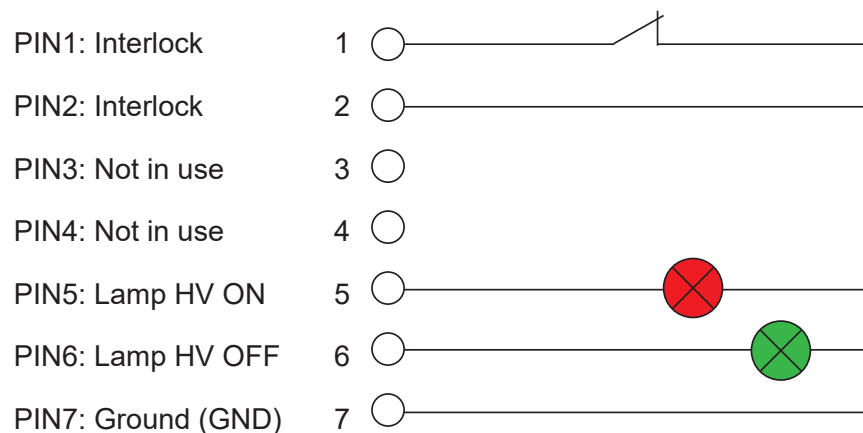 PIN1: Interlock 1
PIN2: Interlock 2
PIN3: Not in use 3
PIN4: Not in use 4
PIN5: Lamp HV ON 5
PIN6: Lamp HV OFF 6
PIN7: Ground (GND) 7